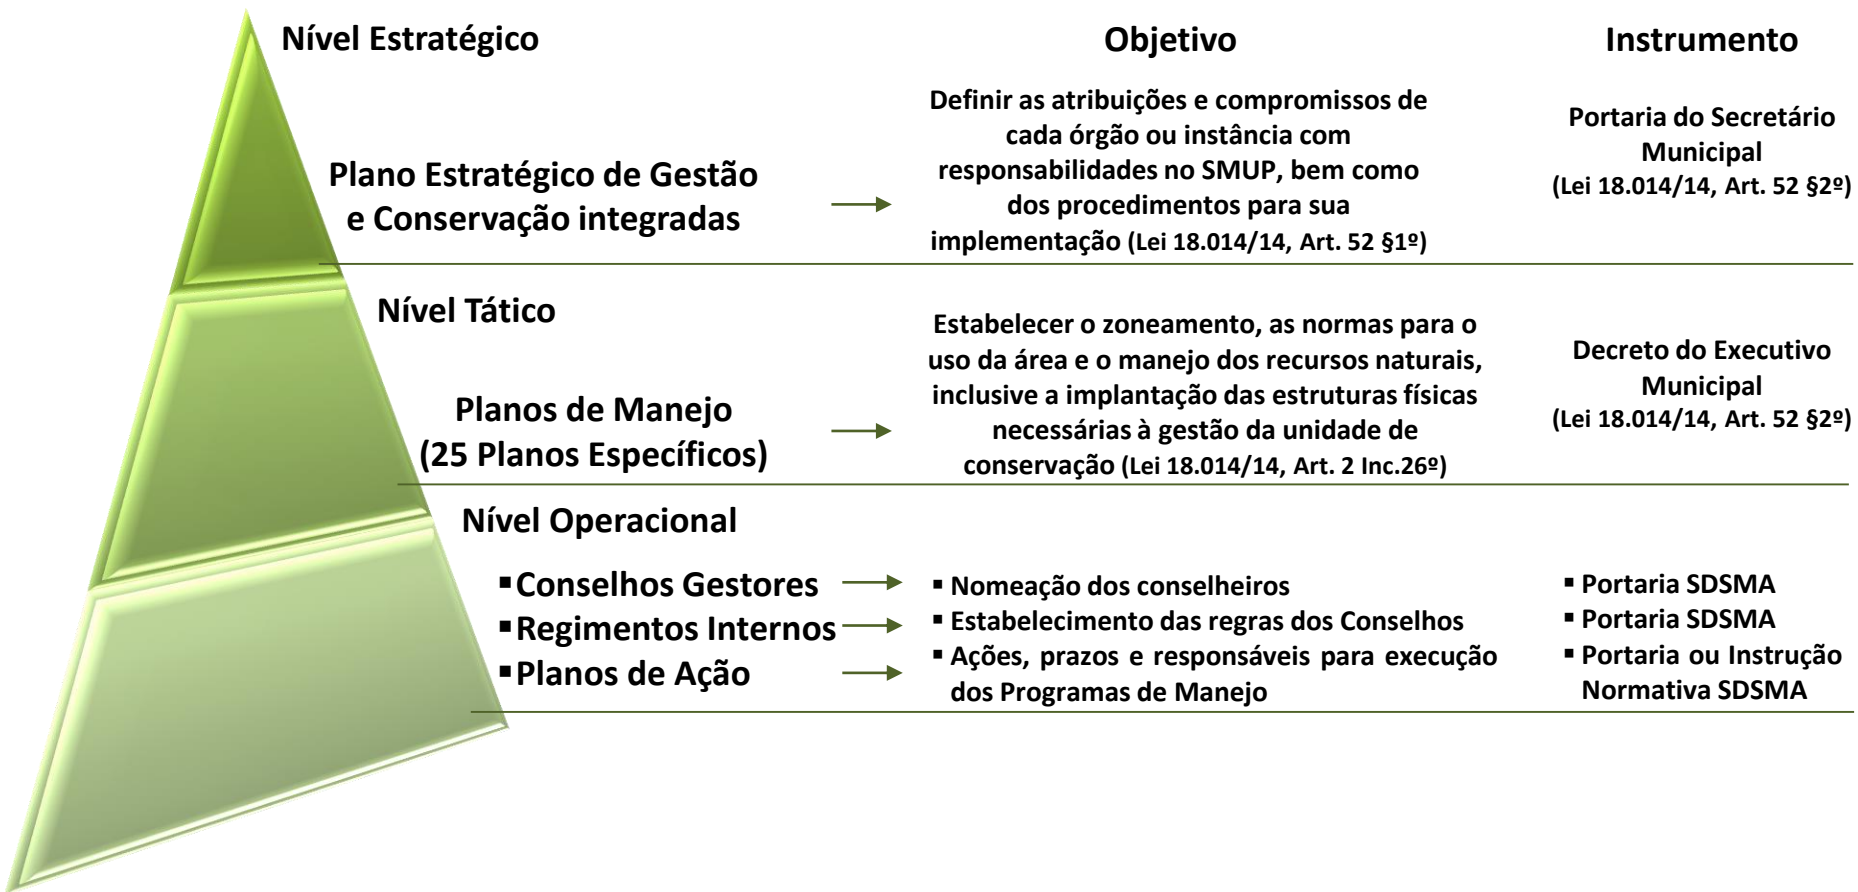 Nível Estratégico
Objetivo
Instrumento
Plano Estratégico de Gestão
e Conservação integradas
Definir as atribuições e compromissos de
cada órgão ou instância com
responsabilidades no SMUP, bem como
dos procedimentos para sua
implementação (Lei 18.014/14, Art. 52 §1º)
Portaria do Secretário
Municipal
(Lei 18.014/14, Art. 52 §2º)
Nível Tático
Planos de Manejo
(25 Planos Específicos)
Estabelecer o zoneamento, as normas para o
uso da área e o manejo dos recursos naturais,
inclusive a implantação das estruturas físicas
necessárias à gestão da unidade de
conservação (Lei 18.014/14, Art. 2 Inc.26º)
Decreto do Executivo
Municipal
(Lei 18.014/14, Art. 52 §2º)
Nível Operacional
▪Conselhos Gestores
▪Regimentos Internos
▪Planos de Ação
▪ Nomeação dos conselheiros
▪ Estabelecimento das regras dos Conselhos
▪ Ações, prazos e responsáveis para execução
dos Programas de Manejo
▪ Portaria SDSMA
▪ Portaria SDSMA
▪ Portaria ou Instrução
Normativa SDSMA